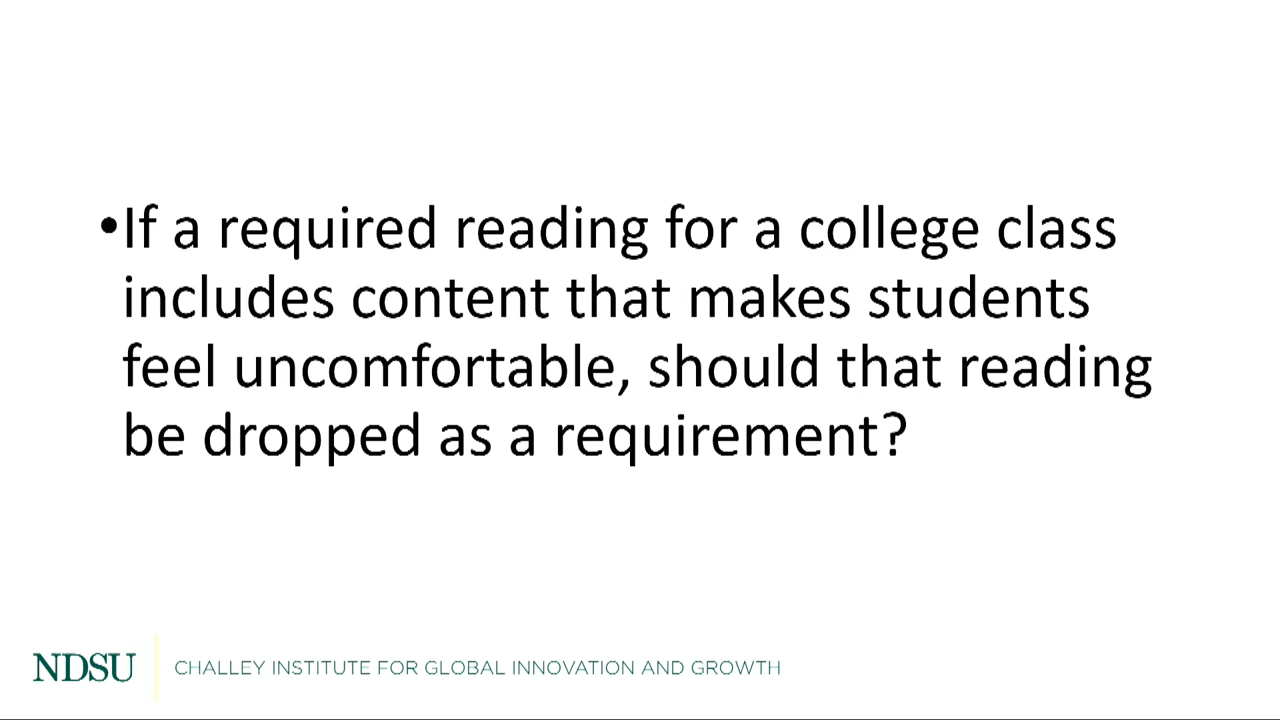 •If a required reading for a college class
includes content that makes students
feel uncomfortable, should that reading
be dropped as a requirement?
NDSU CHALLEY INSTITUTE FOR GLOBAL INNOVATION AND GROWTH